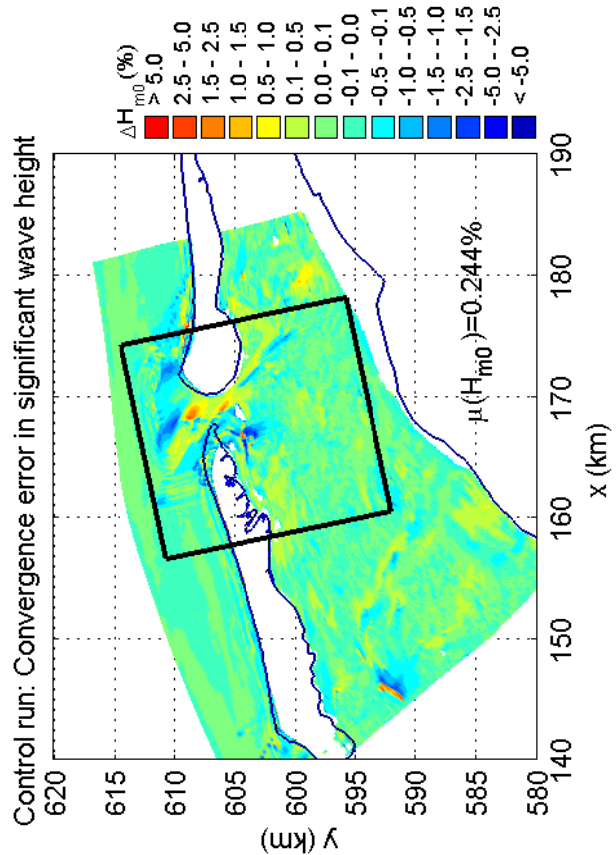 Control run: Convergence error in significant wave height
ΔHm0 (%)
> 5.0
2.5 - 5.0
1.5 - 2.5
1.0 - 1.5
0.5 - 1.0
0.1 - 0.5
0.0 - 0.1
-0.1 - 0.0
-0.5 - -0.1
-1.0 - -0.5
-1.5 - -1.0
-2.5 - -1.5
-5.0 - -2.5
< -5.0
620
615
610
605
600
595
590
585
580
y (km)
140
150
160
170
180
190
x (km)
μ(Hm0)=0.244%